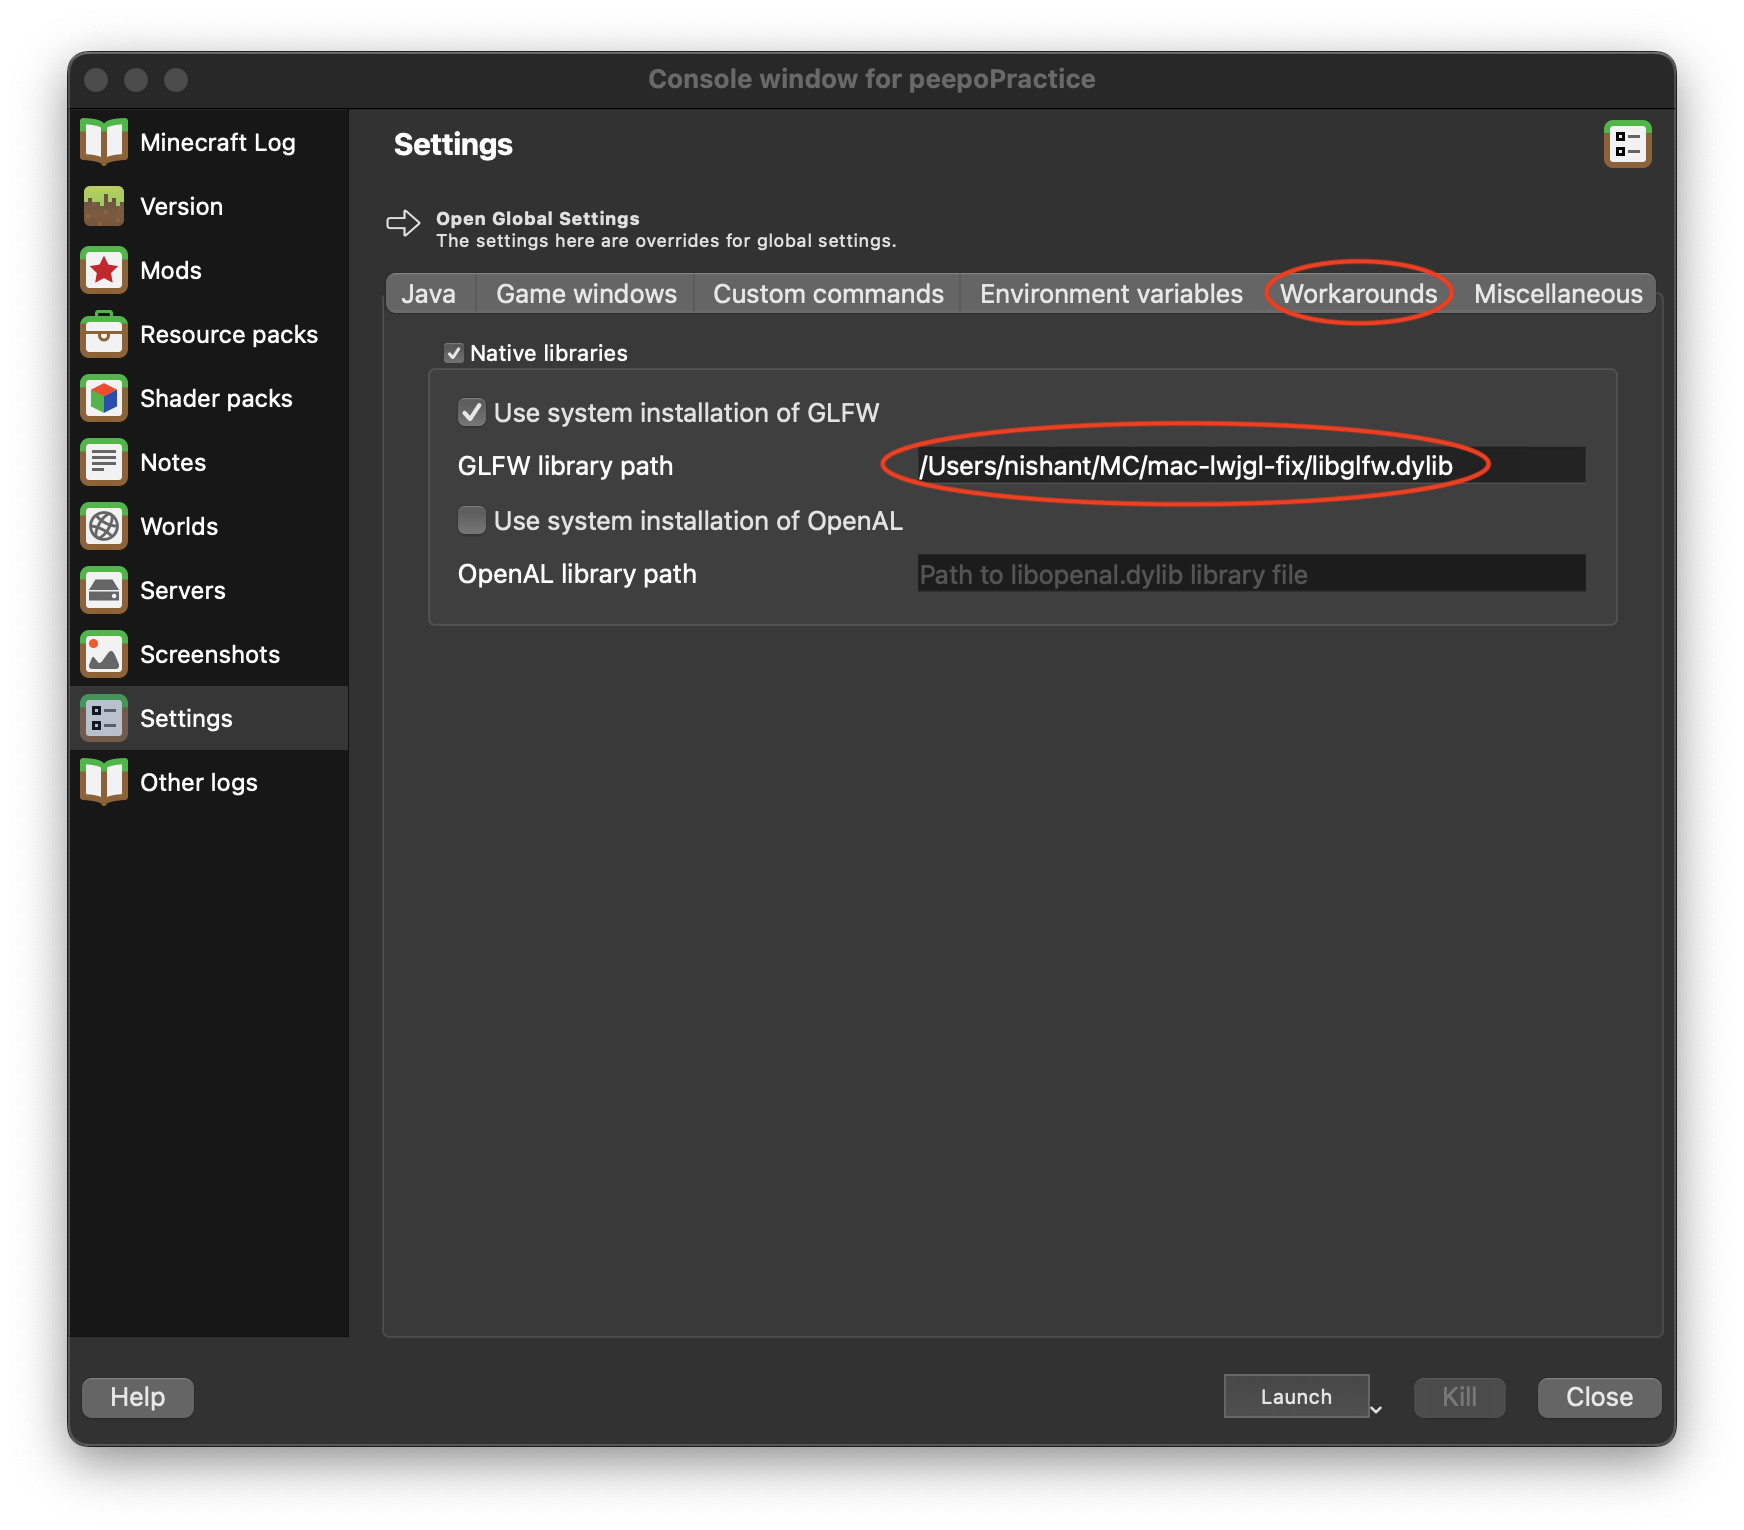 Console window for peepoPractice
Minecraft Log
Version
Mods
Resource packs
Shader packs
Notes
Worlds
Servers
Screenshots
Settings
Other logs
Settings
Open Global Settings
The settings here are overrides for global settings.
Java
Game windows
Custom commands
Environment variables
Workarounds
Miscellaneous
Native libraries
Use system installation of GLFW
GLFW library path
/Users/nishant/MC/mac-lwjgl-fix/libglfw.dylib
Use system installation of OpenAL
OpenAL library path
Path to libopenal.dylib library file
Help
Launch
Kill
Close